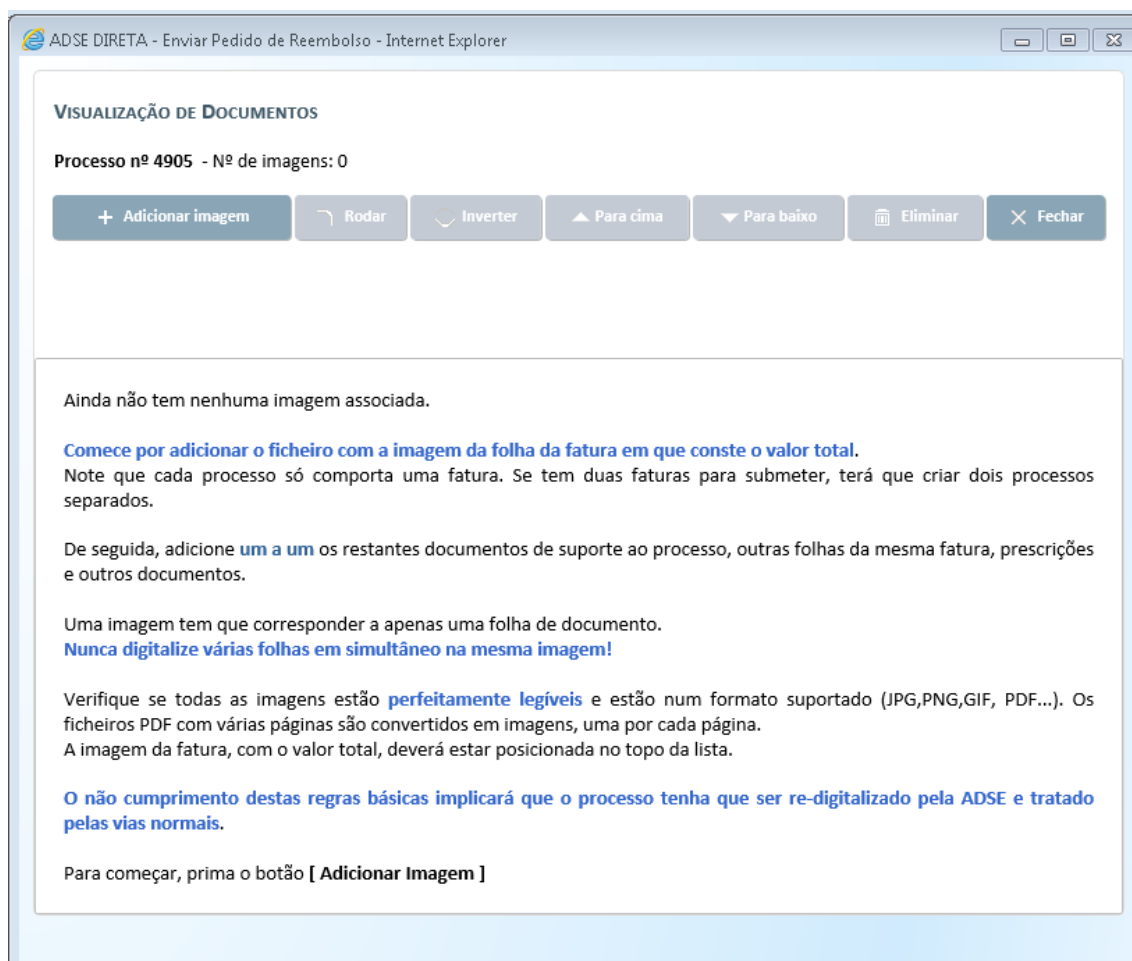 ADSE DIRETA - Enviar Pedido de Reembolso - Internet Explorer
VISUALIZAÇÃO DE DOCUMENTOS
Processo nº 4905 - Nº de imagens: 0
Adicionar imagem Rodar Inverter Para cima Para baixo Eliminar Fechar
Ainda não tem nenhuma imagem associada.
Comece por adicionar o ficheiro com a imagem da folha da fatura em que conste o valor total.
Note que cada processo só comporta uma fatura. Se tem duas faturas para submeter, terá que criar dois processos
separados.
De seguida, adicione um a um os restantes documentos de suporte ao processo, outras folhas da mesma fatura, prescrições
e outros documentos.
Uma imagem tem que corresponder a apenas uma folha de documento.
Nunca digitalize várias folhas em simultâneo na mesma imagem!
Verifique se todas as imagens estão perfeitamente legíveis e estão num formato suportado (JPG,PNG,GIF, PDF...). Os
ficheiros PDF com várias páginas são convertidos em imagens, uma por cada página.
A imagem da fatura, com o valor total, deverá estar posicionada no topo da lista.
O não cumprimento destas regras básicas implicará que o processo tenha que ser re-digitalizado pela ADSE e tratado
pelas vias normais.
Para começar, prima o botão [ Adicionar Imagem ]